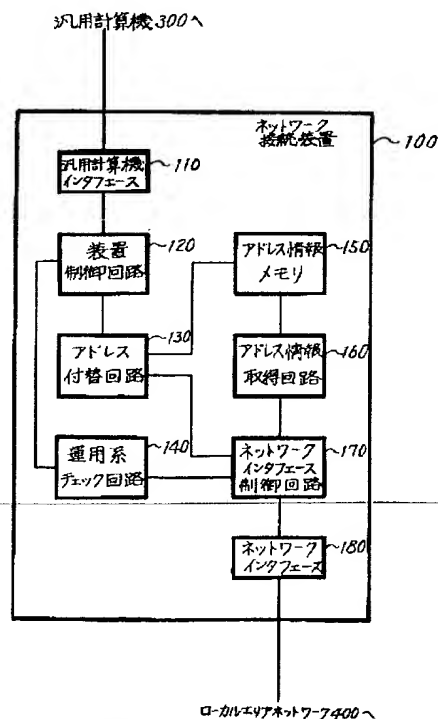 汎用計算機300へ
ネットワーク
接続装置
100
汎用計算機
インタフェース
110
装置
制御回路
120
アドレス情報
メモリ
150
アドレス
付替回路
130
アドレス情報
取得回路
160
運用系
チェック回路
140
ネットワーク
インタフェース
制御回路
170
ネットワーク
インタフェース
180
ローカルエリアネットワーク400へ